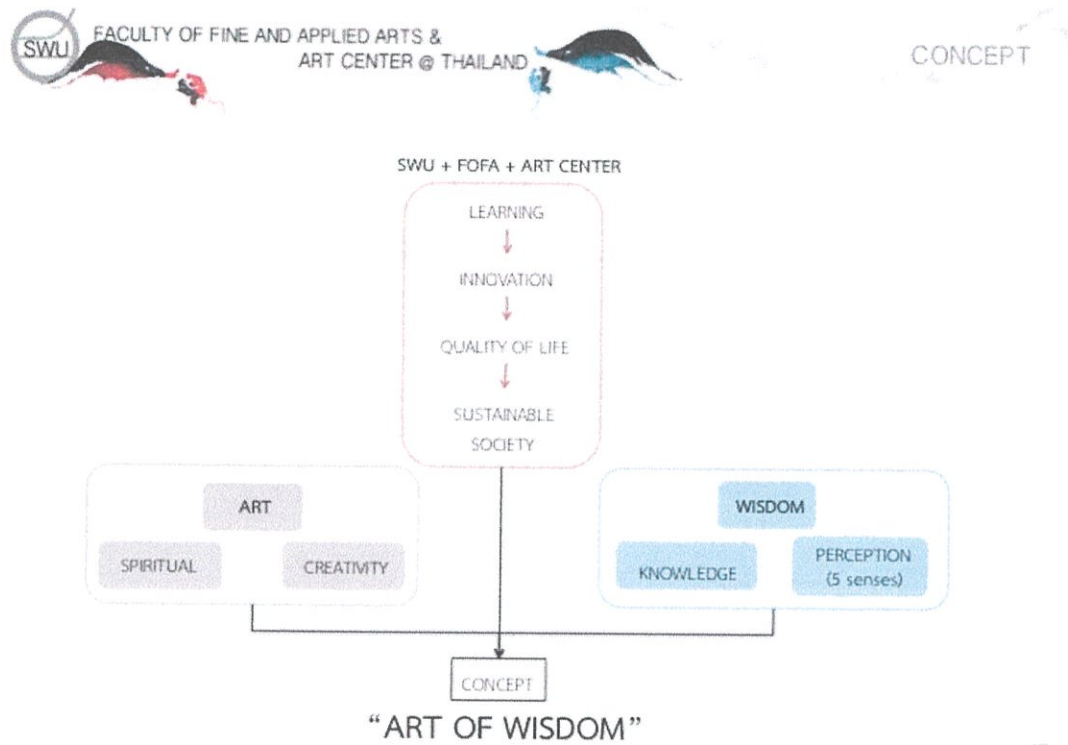 SWU
FACULTY OF FINE AND APPLIED ARTS &
ART CENTER @ THAILAND
CONCEPT
SWU + FOFA + ART CENTER
LEARNING
INNOVATION
QUALITY OF LIFE
SUSTAINABLE
SOCIETY
ART
SPIRITUAL
CREATIVITY
WISDOM
KNOWLEDGE
PERCEPTION
(5 senses)
CONCEPT
“ART OF WISDOM”